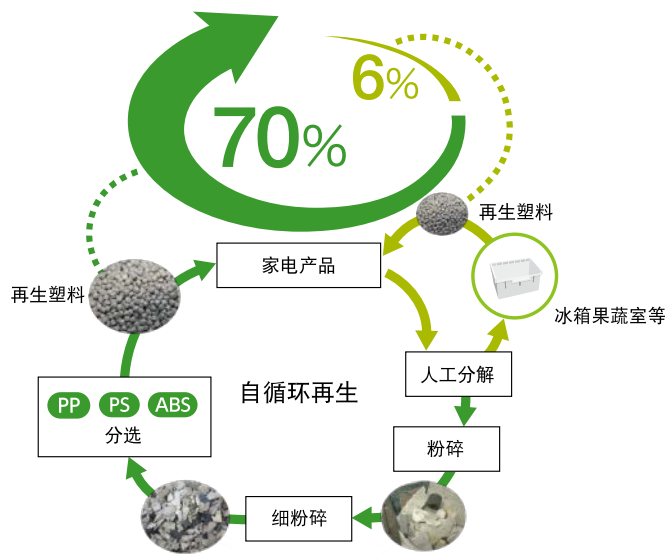 6%
70%
再生塑料
家电产品
再生塑料
冰箱果蔬室等
人工分解
自循环再生
PP PS ABS
分选
粉碎
细粉碎